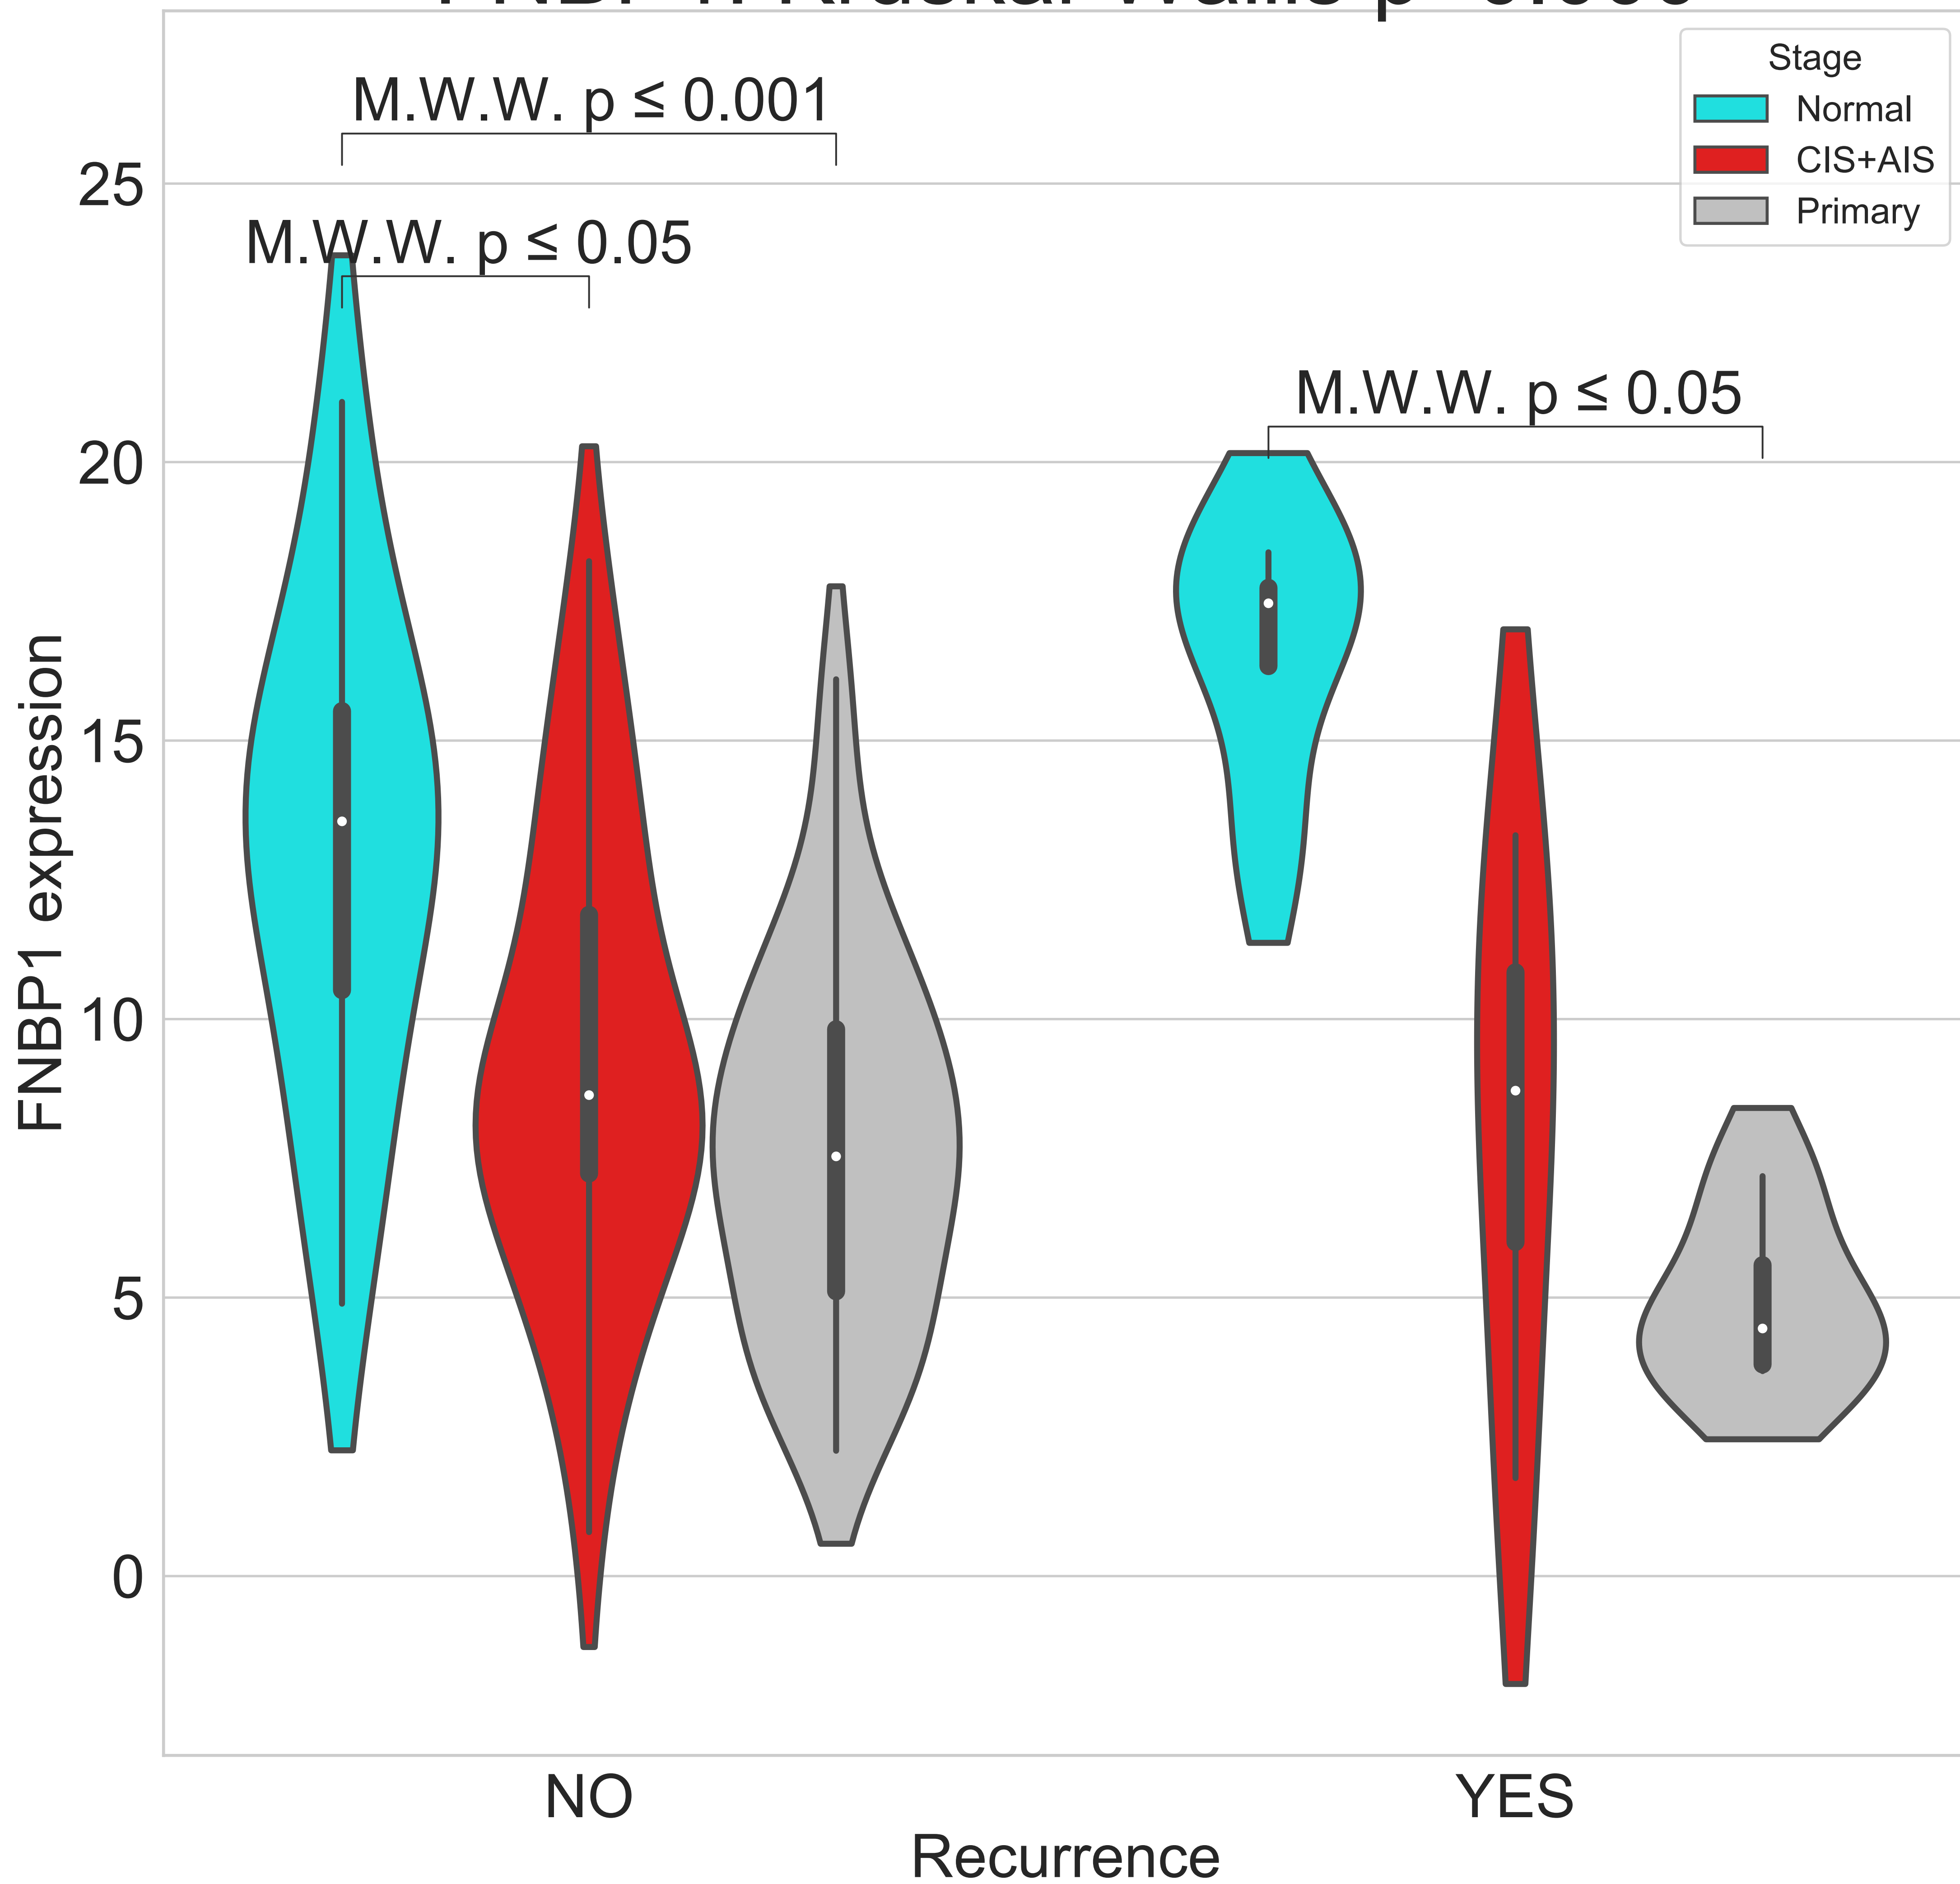 Stage
Normal
CIS+AIS
Primary
M.W.W. p ≤ 0.001
M.W.W. p ≤ 0.05
M.W.W. p ≤ 0.05
25
20
15
10
5
0
FNBP1 expression
NO
YES
Recurrence